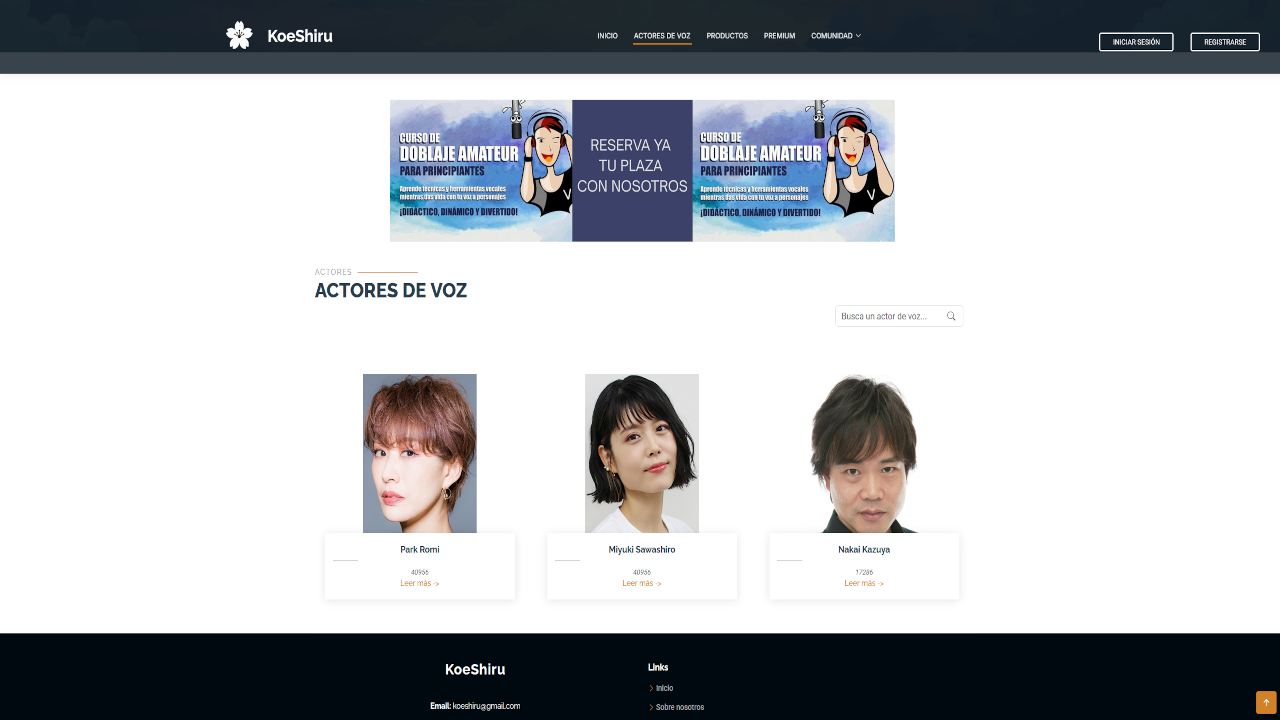 KoeShiru
INICIO
ACTORES DE VOZ
PRODUCTOS
PREMIUM
COMUNIDAD
INICIAR SESIÓN
REGISTRARSE
CURSO DE
DOBLAJE AMATEUR
PARA PRINCIPIANTES
Aprende técnicas y herramientas vocales
mientras das vida con tu voz a personajes
¡DIDÁCTICO, DINÁMICO Y DIVERTIDO!
V
RESERVA YA
TU PLAZA
CON NOSOTROS
CURSO DE
DOBLAJE AMATEUR
PARA PRINCIPIANTES
Aprende técnicas y herramientas vocales
mientras das vida con tu voz a personajes
¡DIDÁCTICO, DINÁMICO Y DIVERTIDO!
V
ACTORES
ACTORES DE VOZ
Busca un actor de voz...
Park Romi
40956
Leer más ->
Miyuki Sawashiro
40956
Leer más ->
Nakai Kazuya
17286
Leer más ->
KoeShiru
Email: koeshiru@gmail.com
Links
Inicio
Sobre nosotros